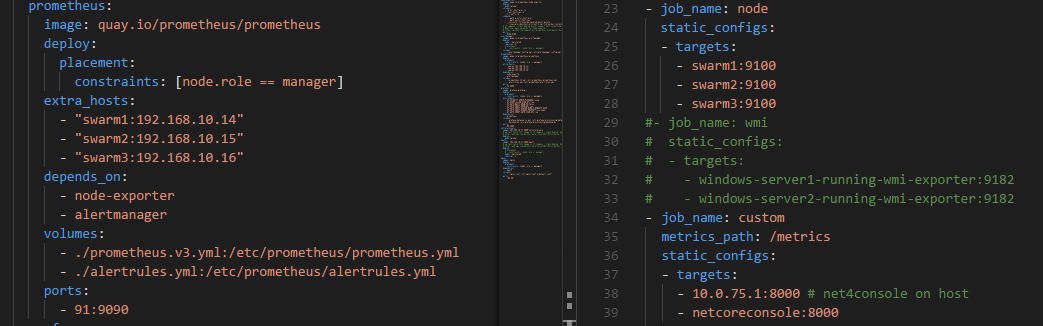 prometheus:
image: quay.io/prometheus/prometheus
deploy:
placement:
constraints: [node.role == manager]
extra_hosts:
- "swarm1:192.168.10.14"
- "swarm2:192.168.10.15"
- "swarm3:192.168.10.16"
depends_on:
- node-exporter
- alertmanager
volumes:
- ./prometheus.v3.yml:/etc/prometheus/prometheus.yml
- ./alertrules.yml:/etc/prometheus/alertrules.yml
ports:
- 91:9090
23 - job_name: node
24 static_configs:
25 - targets:
26 - swarm1:9100
27 - swarm2:9100
28 - swarm3:9100
29 #- job_name: wmi
30 # static_configs:
31 # - targets:
32 # - windows-server1-running-wmi-exporter:9182
33 # - windows-server2-running-wmi-exporter:9182
34 - job_name: custom
35 metrics_path: /metrics
36 static_configs:
37 - targets:
38 - 10.0.75.1:8000 # net4console on host
39 - netcoreconsole:8000